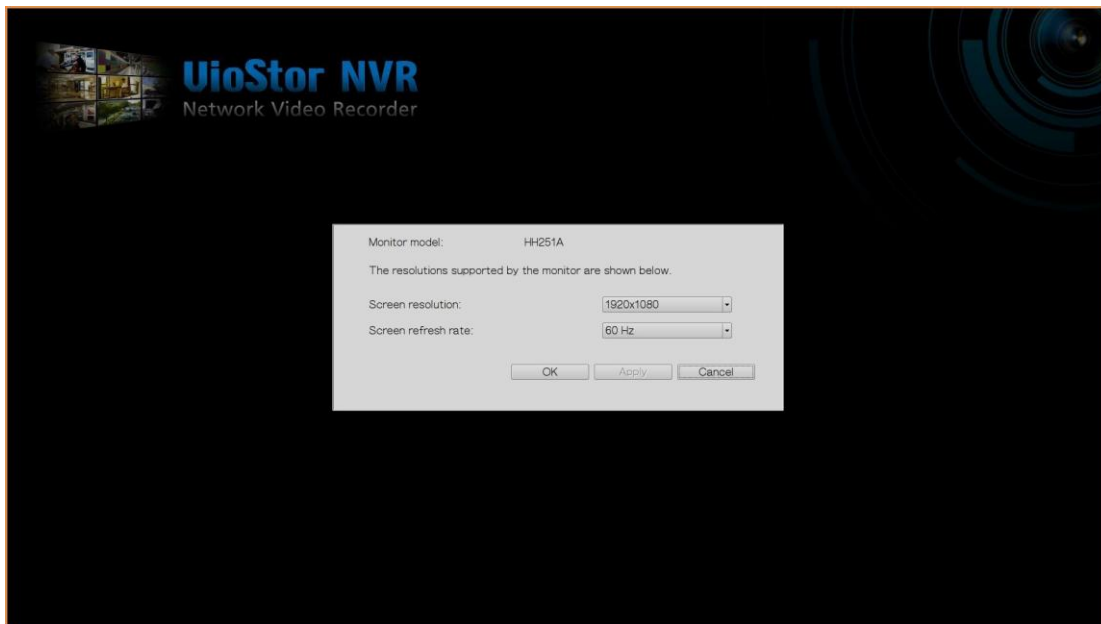 VioStor NVR
Network Video Recorder
Monitor model: HH251A
The resolutions supported by the monitor are shown below.
Screen resolution: 1920x1080
Screen refresh rate: 60 Hz
OK Apply Cancel